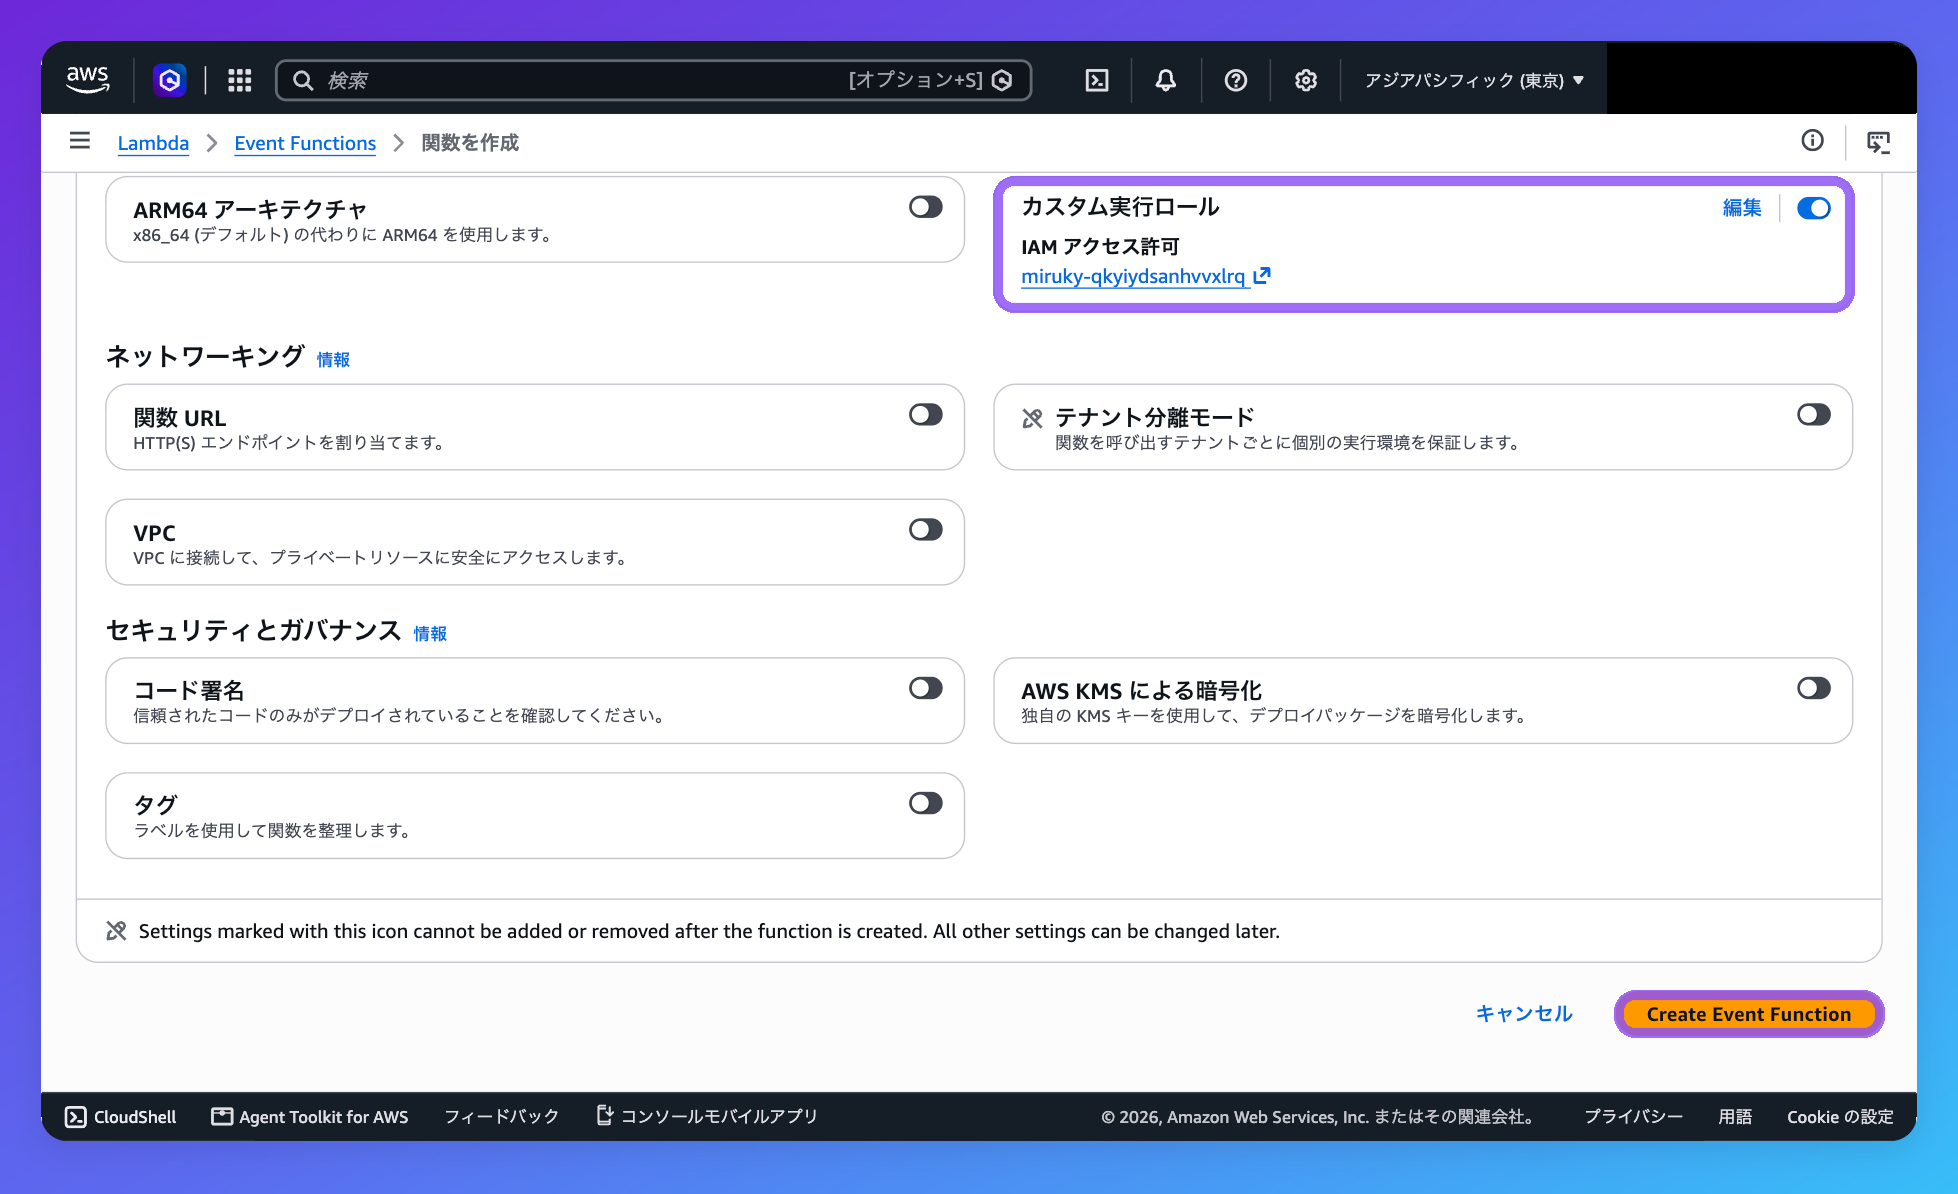 aws
検索
[オプション+S]
アジアパシフィック (東京) ▼
Lambda > Event Functions > 関数を作成
ARM64 アーキテクチャ
x86_64 (デフォルト) の代わりに ARM64 を使用します。
カスタム実行ロール
編集
IAM アクセス許可
miruky-qkyiydsanhvvxlrq
ネットワーキング 情報
関数 URL
HTTP(S) エンドポイントを割り当てます。
テナント分離モード
関数を呼び出すテナントごとに個別の実行環境を保証します。
VPC
VPC に接続して、プライベートリソースに安全にアクセスします。
セキュリティとガバナンス 情報
コード署名
信頼されたコードのみがデプロイされていることを確認してください。
AWS KMS による暗号化
独自の KMS キーを使用して、デプロイパッケージを暗号化します。
タグ
ラベルを使用して関数を整理します。
Settings marked with this icon cannot be added or removed after the function is created. All other settings can be changed later.
キャンセル
Create Event Function
CloudShell
Agent Toolkit for AWS
フィードバック
コンソールモバイルアプリ
© 2026, Amazon Web Services, Inc. またはその関連会社。
プライバシー
用語
Cookie の設定